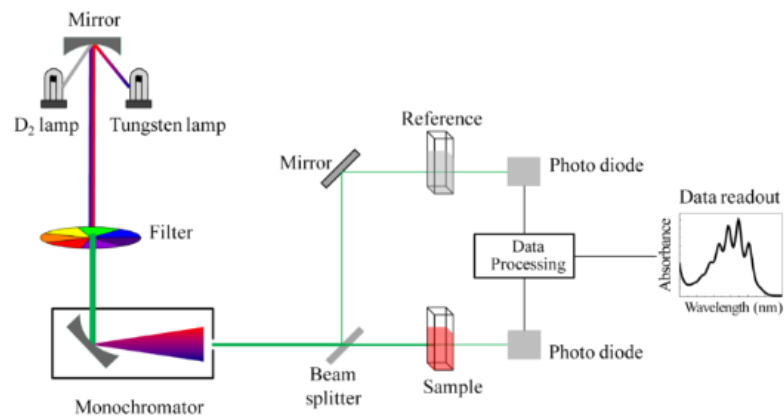 Mirror
D₂ lamp
Tungsten lamp
Filter
Monochromator
Mirror
Reference
Photo diode
Data
Processing
Beam
splitter
Sample
Photo diode
Data readout
Absorbance
Wavelength (nm)